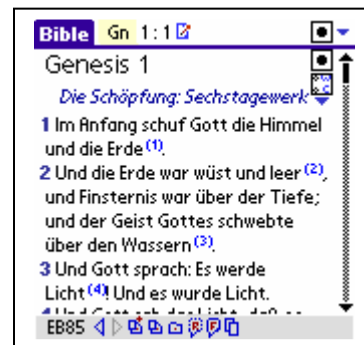 Bible Gn 1:1
Genesis 1
Die Schöpfung: Sechstagewerk
1 Im Anfang schuf Gott die Himmel
und die Erde (1).
2 Und die Erde war wüst und leer (2),
und Finsternis war über der Tiefe;
und der Geist Gottes schwebte
über den Wassern (3).
3 Und Gott sprach: Es werde
Licht (4)! Und es wurde Licht.
EB85